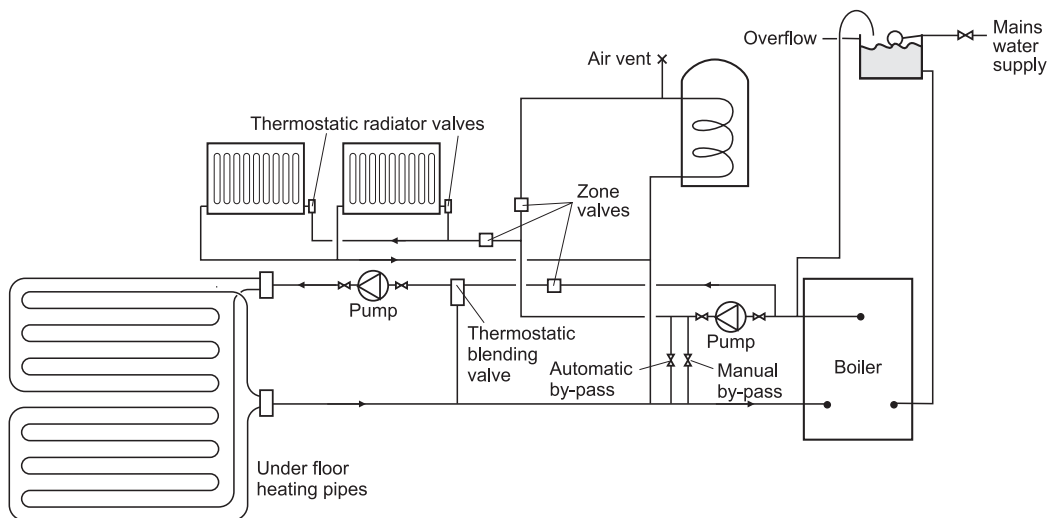 Overflow
Mains
water
supply
Air vent
Thermostatic radiator valves
Zone
valves
Pump
Thermostatic
blending
valve
Pump
Automatic
by-pass
Manual
by-pass
Boiler
Under floor
heating pipes